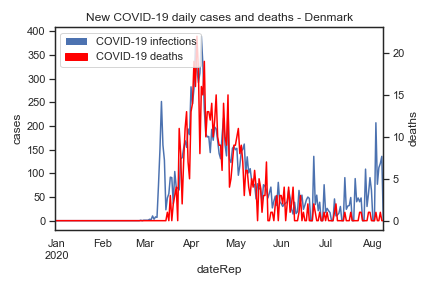 New COVID-19 daily cases and deaths - Denmark
COVID-19 infections
COVID-19 deaths
400
350
300
250
200
150
100
50
0
cases
20
15
10
5
0
deaths
Jan Feb Mar Apr May Jun Jul Aug
2020
dateRep